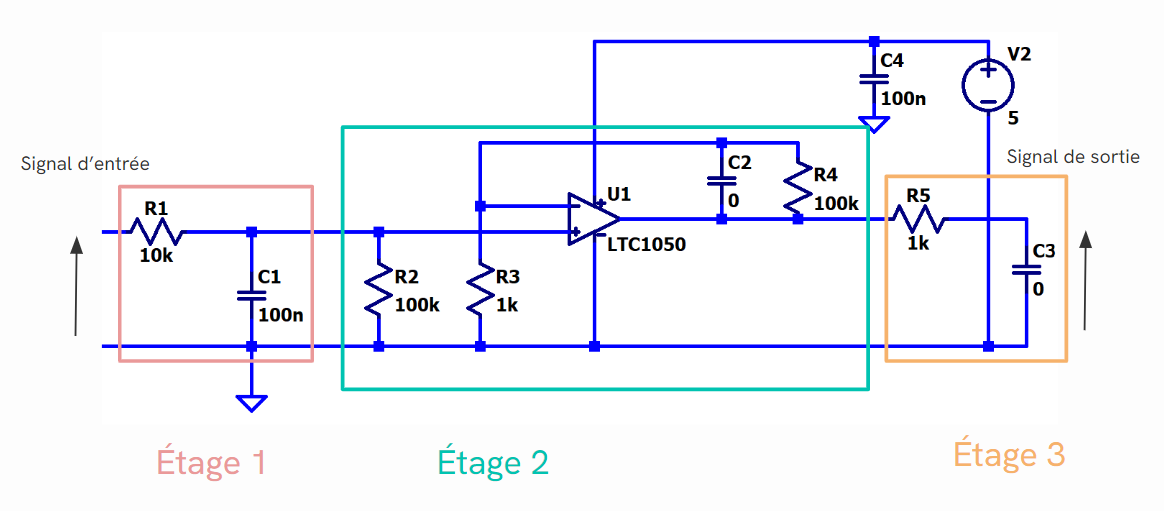 V2
C4
100n
5
Signal d'entrée
Signal de sortie
C2
0
R4
100k
R1
10k
U1
LTC1050
R5
1k
C1
100n
R2
100k
R3
1k
C3
0
Étage 1
Étage 2
Étage 3